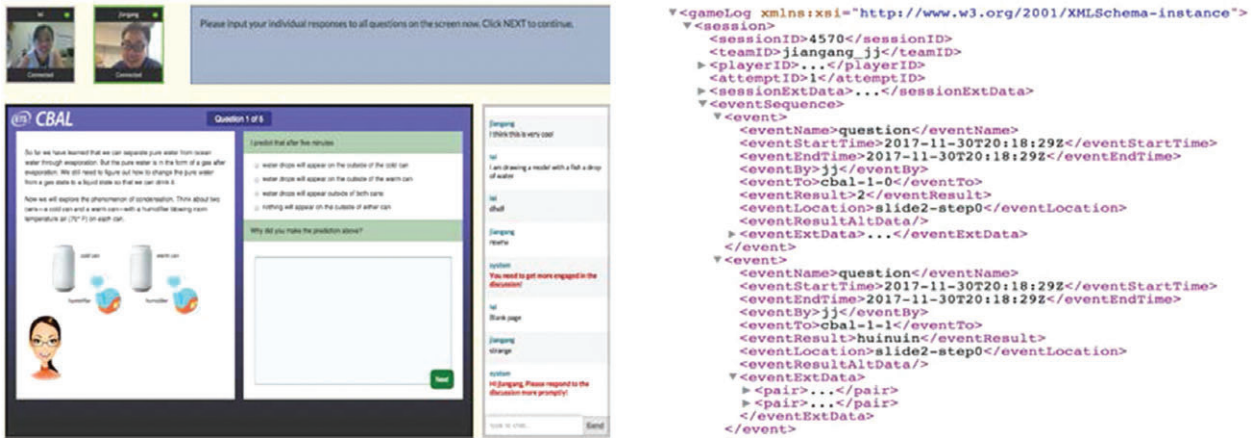 lei
Jiangang
Connected
Connected
Please input your individual responses to all questions on the screen now. Click NEXT to continue.
ETS CBAL
Question 1 of 6
So far we have learned that we can separate pure water from ocean
water through evaporation. But the pure water is in the form of a gas after
evaporation. We still need to figure out how to change the pure water
from a gas state to a liquid state so that we can drink it.
Now we will explore the phenomenon of condensation. Think about two
cans—a cold can and a warm can—with a humidifier blowing room
temperature air (70° F) on each can.
cold can
warm can
humidifier
humidifier
I predict that after five minutes
water drops will appear on the outside of the cold can
water drops will appear on the outside of the warm can
water drops will appear outside of both cans
nothing will appear on the outside of either can
Why did you make the prediction above?
Next
Jiangang
I think this is very cool
lei
I am drawing a model with a fish a drop
of water
lei
dfsdf
Jiangang
system
You need to get more engaged in the
discussion!
lei
Blank page
Jiangang
strange
system
Hi Jiangang, Please respond to the
discussion more promptly!
type to chat...
Send
▼<gameLog xmlns:xsi="http://www.w3.org/2001/XMLSchema-instance">
▼<session>
<sessionID>4570</sessionID>
<teamID>jiangang_jj</teamID>
▶<playerID>...</playerID>
<attemptID>1</attemptID>
▶<sessionExtData>...</sessionExtData>
▼<eventSequence>
▼<event>
<eventName>question</eventName>
<eventStartTime>2017-11-30T20:18:29Z</eventStartTime>
<eventEndTime>2017-11-30T20:18:29Z</eventEndTime>
<eventBy>jj</eventBy>
<eventTo>cbal-1-0</eventTo>
<eventResult>2</eventResult>
<eventLocation>slide2-step0</eventLocation>
<eventResultAltData/>
▶<eventExtData>...</eventExtData>
</event>
▼<event>
<eventName>question</eventName>
<eventStartTime>2017-11-30T20:18:29Z</eventStartTime>
<eventEndTime>2017-11-30T20:18:29Z</eventEndTime>
<eventBy>jj</eventBy>
<eventTo>cbal-1-1</eventTo>
<eventResult>huinuin</eventResult>
<eventLocation>slide2-step0</eventLocation>
<eventResultAltData/>
▼<eventExtData>
▶<pair>...</pair>
▶<pair>...</pair>
</eventExtData>
</event>